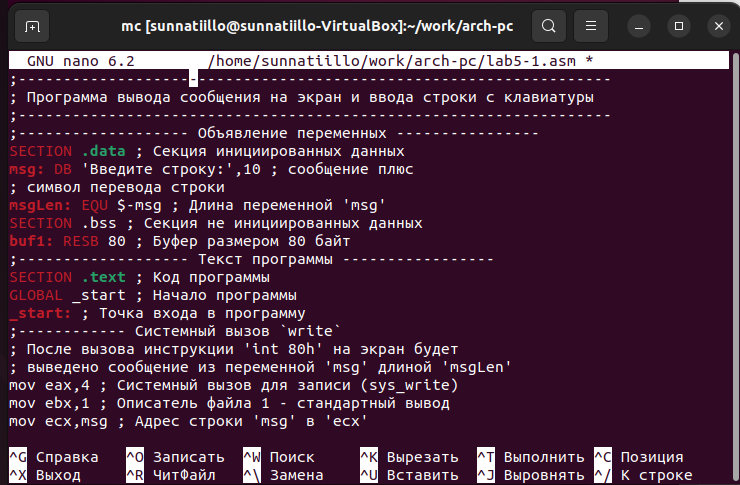 mc [sunnatiillo@sunnatiillo-VirtualBox]:~/work/arch-pc
GNU nano 6.2 /home/sunnatiillo/work/arch-pc/lab5-1.asm *
;------------------------------------------------------------------
; Программа вывода сообщения на экран и ввода строки с клавиатуры
;------------------------------------------------------------------
;------------------- Объявление переменных ----------------
SECTION .data ; Секция инициированных данных
msg: DB 'Введите строку:',10 ; сообщение плюс
; символ перевода строки
msgLen: EQU $-msg ; Длина переменной 'msg'
SECTION .bss ; Секция не инициированных данных
buf1: RESB 80 ; Буфер размером 80 байт
;------------------- Текст программы -----------------
SECTION .text ; Код программы
GLOBAL _start ; Начало программы
_start: ; Точка входа в программу
;------------ Системный вызов `write`
; После вызова инструкции 'int 80h' на экран будет
; выведено сообщение из переменной 'msg' длиной 'msgLen'
mov eax,4 ; Системный вызов для записи (sys_write)
mov ebx,1 ; Описатель файла 1 - стандартный вывод
mov ecx,msg ; Адрес строки 'msg' в 'ecx'
^G Справка ^O Записать ^W Поиск ^K Вырезать ^T Выполнить ^C Позиция
^X Выход ^R ЧитФайл ^\ Замена ^U Вставить ^J Выровнять ^/ К строке